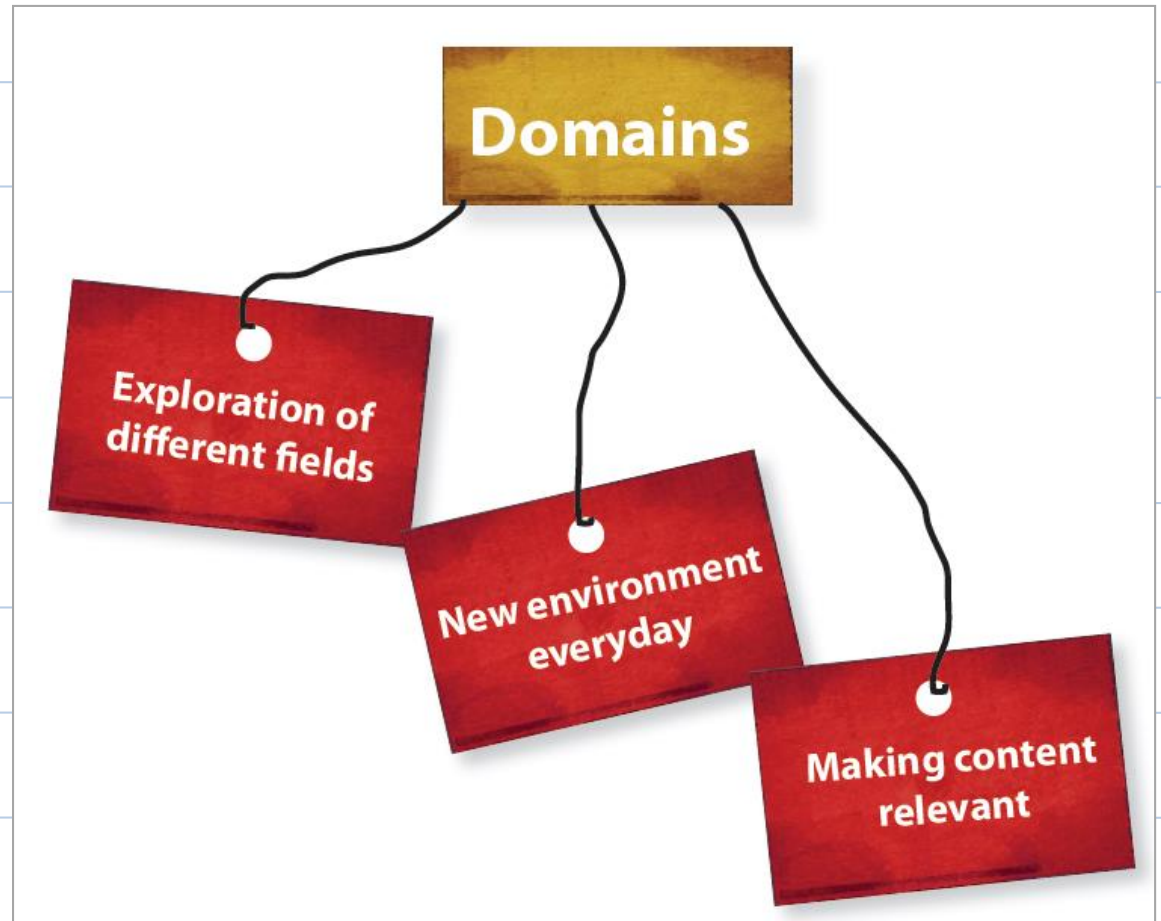 Domains
Exploration of
different fields
New environment
everyday
Making content
relevant